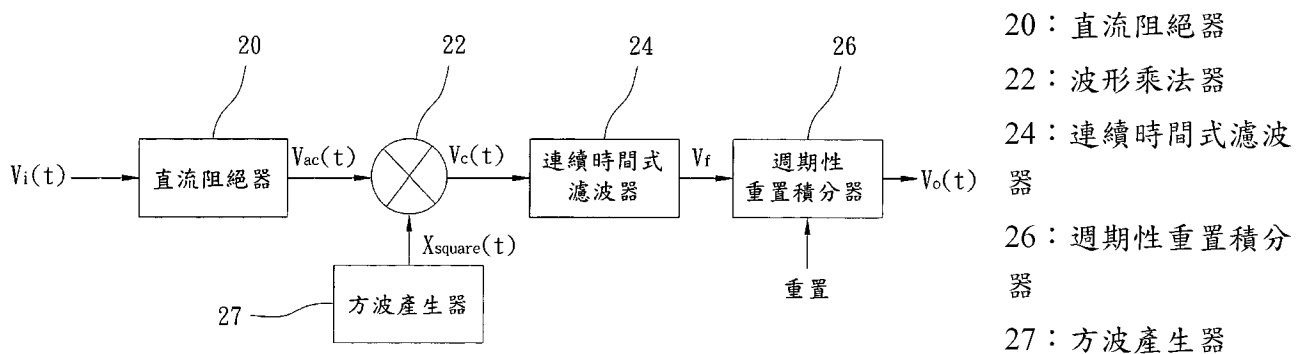 20
22
24
26
Vi(t)
直流阻絕器
Vac(t)
Vc(t)
連續時間式
濾波器
Vf
週期性
重置積分器
Vo(t)
Xsquare(t)
27
方波產生器
重置
20：直流阻絕器
22：波形乘法器
24：連續時間式濾波
器
26：週期性重置積分
器
27：方波產生器